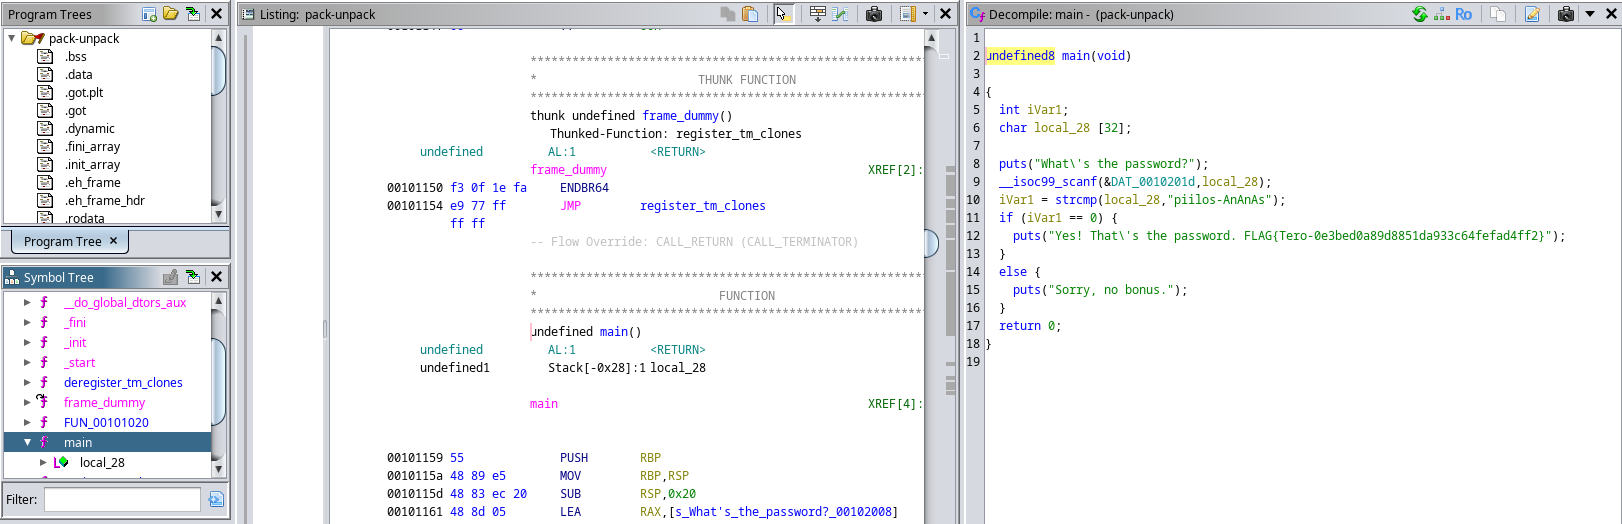 Program Trees
pack-unpack
.bss
.data
.got.plt
.got
.dynamic
.fini_array
.init_array
.eh_frame
.eh_frame_hdr
.rodata
Program Tree ×
Symbol Tree
f __do_global_dtors_aux
f _fini
f _init
f _start
f deregister_tm_clones
f frame_dummy
f FUN_00101020
f main
L local_28
Filter:
Listing: pack-unpack
************************************************
* THUNK FUNCTION
************************************************
thunk undefined frame_dummy()
Thunked-Function: register_tm_clones
undefined AL:1 <RETURN>
frame_dummy XREF[2]:
00101150 f3 0f 1e fa ENDBR64
00101154 e9 77 ff JMP register_tm_clones
ff ff
-- Flow Override: CALL_RETURN (CALL_TERMINATOR)
************************************************
* FUNCTION
************************************************
undefined main()
undefined AL:1 <RETURN>
undefined1 Stack[-0x28]:1 local_28
main XREF[4]:
00101159 55 PUSH RBP
0010115a 48 89 e5 MOV RBP,RSP
0010115d 48 83 ec 20 SUB RSP,0x20
00101161 48 8d 05 LEA RAX,[s_What's_the_password?_00102008]
Decompile: main - (pack-unpack)
Ro
1
2 undefined8 main(void)
3
4 {
5 int iVar1;
6 char local_28 [32];
7
8 puts("What\'s the password?");
9 __isoc99_scanf(&DAT_0010201d,local_28);
10 iVar1 = strcmp(local_28,"piilos-AnAnAs");
11 if (iVar1 == 0) {
12 puts("Yes! That\'s the password. FLAG{Tero-0e3bed0a89d8851da933c64fefad4ff2}");
13 }
14 else {
15 puts("Sorry, no bonus.");
16 }
17 return 0;
18 }
19